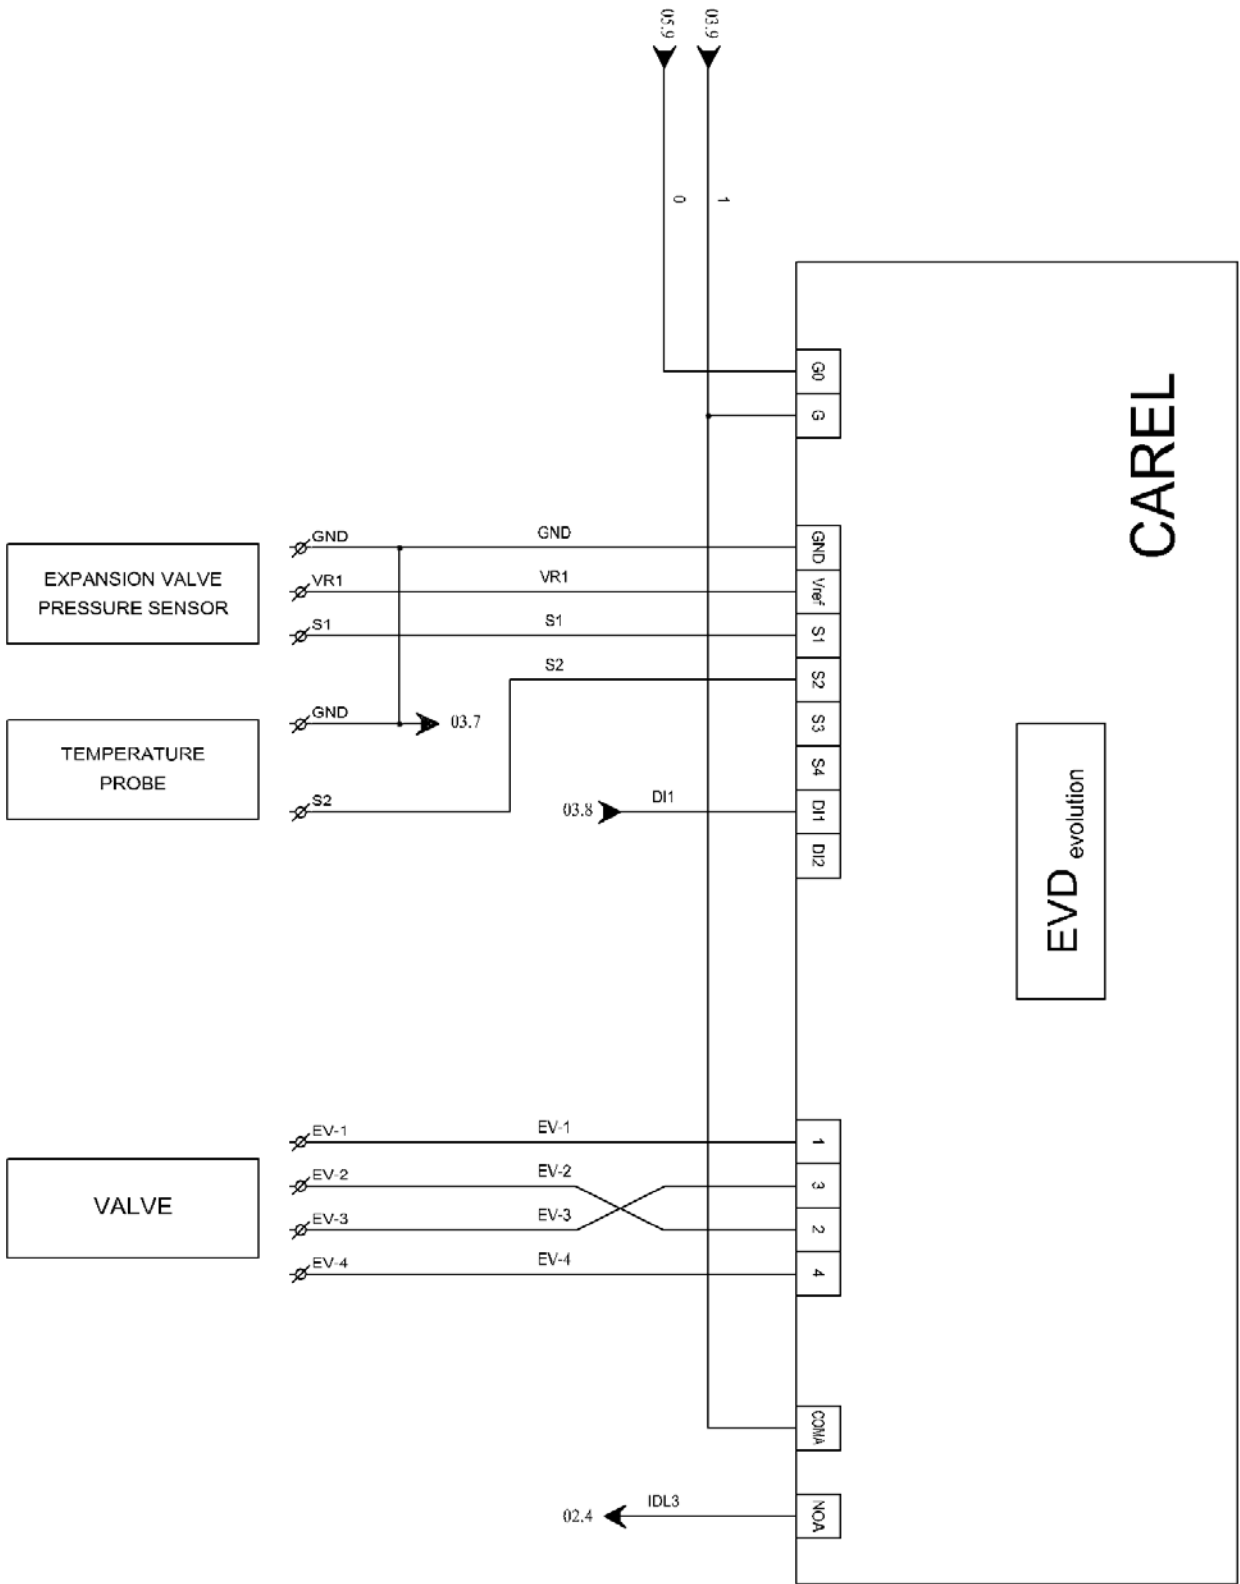 05.9
03.9
0
1
G0
G
CAREL
EVD evolution
GND
Vref
S1
S2
S3
S4
DI1
DI2
EXPANSION VALVE
PRESSURE SENSOR
GND
GND
VR1
VR1
S1
S1
S2
TEMPERATURE
PROBE
GND
03.7
S2
03.8
DI1
VALVE
EV-1
EV-1
EV-2
EV-2
EV-3
EV-3
EV-4
EV-4
1
3
2
4
COMA
NOA
02.4
IDL3